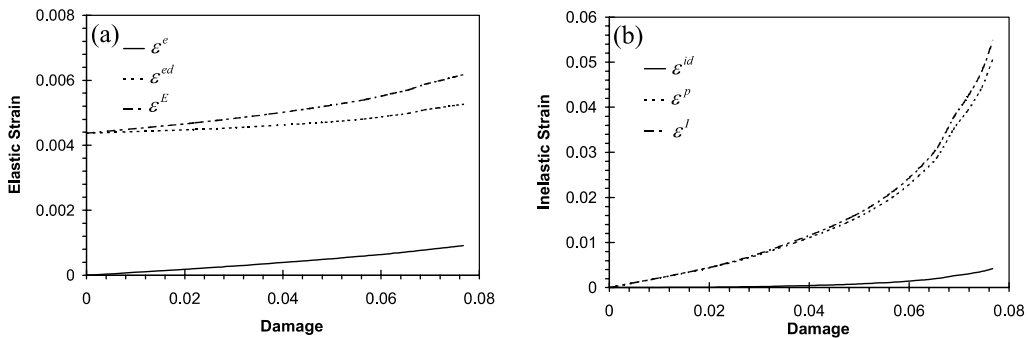 0.008
0.006
0.004
0.002
0
Elastic Strain
(a)
ε^e
ε^ed
ε^E
0 0.02 0.04 0.06 0.08
Damage
0.06
0.05
0.04
0.03
0.02
0.01
0.00
Inelastic Strain
(b)
ε^id
ε^p
ε^I
0.00 0.02 0.04 0.06 0.08
Damage